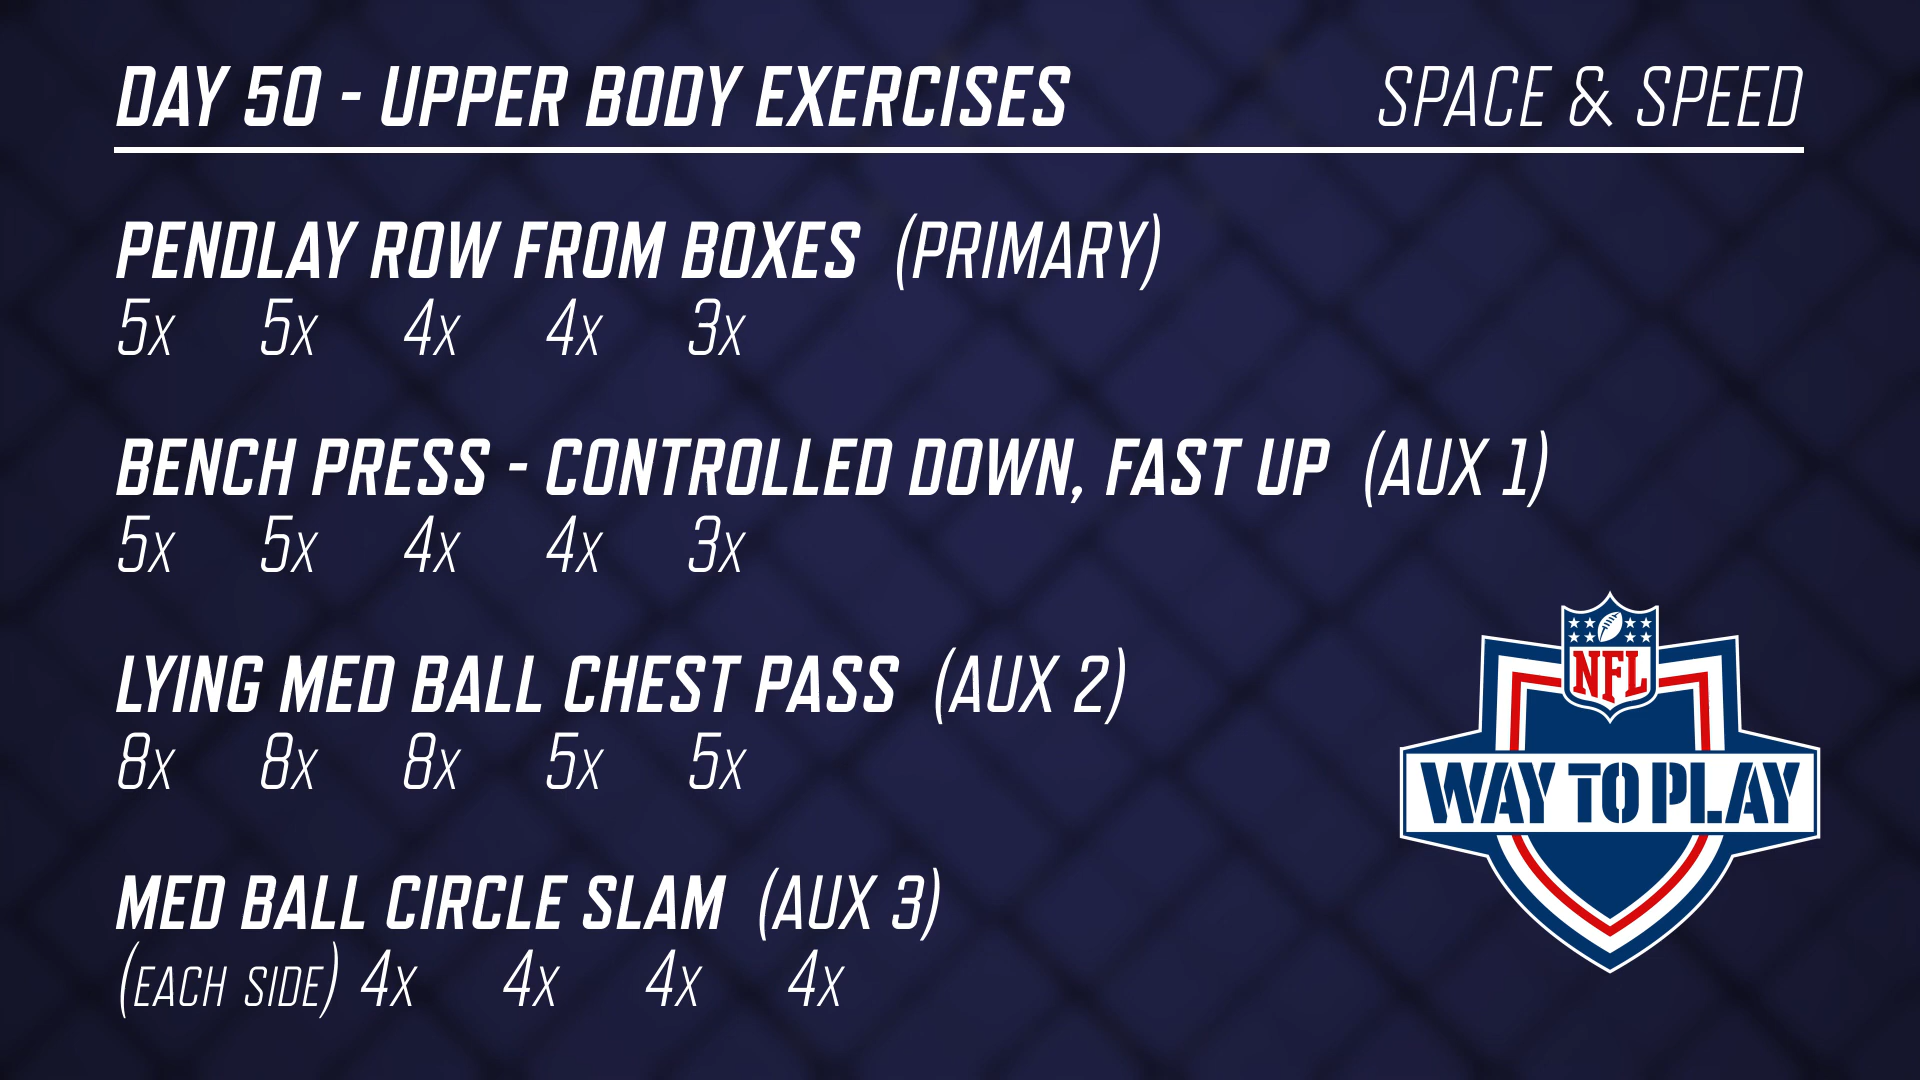 DAY 50 - UPPER BODY EXERCISES SPACE & SPEED
PENDLAY ROW FROM BOXES (PRIMARY)
5X 5X 4X 4X 3X
BENCH PRESS - CONTROLLED DOWN, FAST UP (AUX 1)
5X 5X 4X 4X 3X
LYING MED BALL CHEST PASS (AUX 2)
8X 8X 8X 5X 5X
MED BALL CIRCLE SLAM (AUX 3)
(EACH SIDE) 4X 4X 4X 4X
NFL
WAY TO PLAY